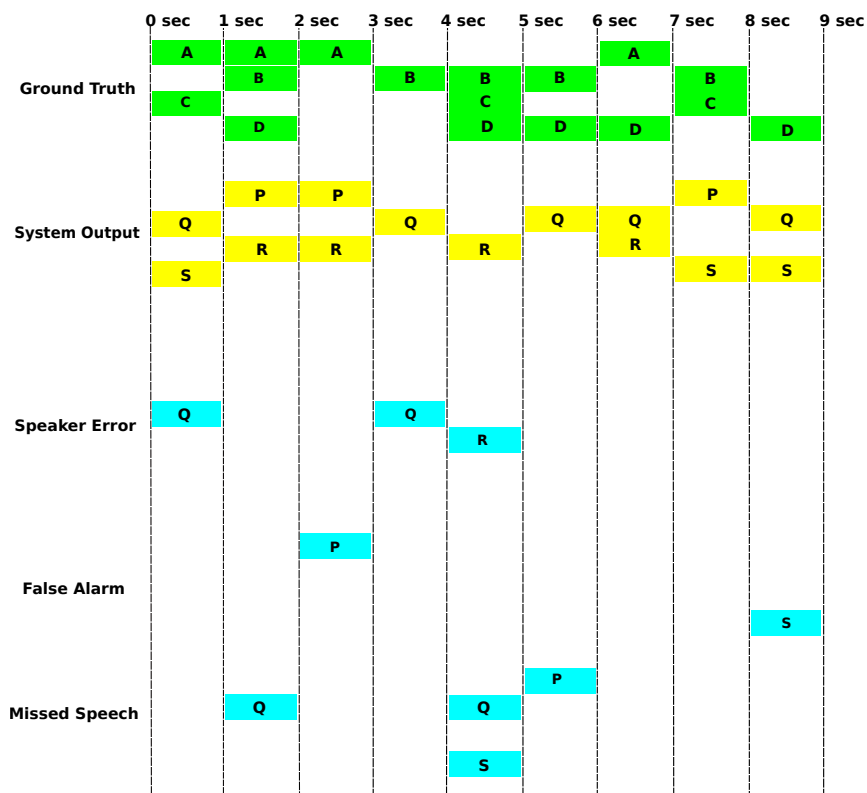 0 sec 1 sec 2 sec 3 sec 4 sec 5 sec 6 sec 7 sec 8 sec 9 sec
A A A A
B B B B B
Ground Truth
C C C
D D D D D
P P P
Q Q Q Q Q
System Output
R R R R
S S S
Q Q
Speaker Error
R
P
False Alarm
S
P
Q Q
Missed Speech
S